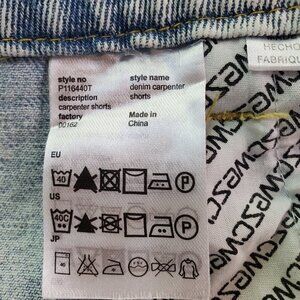 style no
P116440T
description
carpenter shorts
factory
00162
style name
denim carpenter
shorts
Made in
China
HECHO
FABRIQU
EU
40
P
US
40C
P
JP